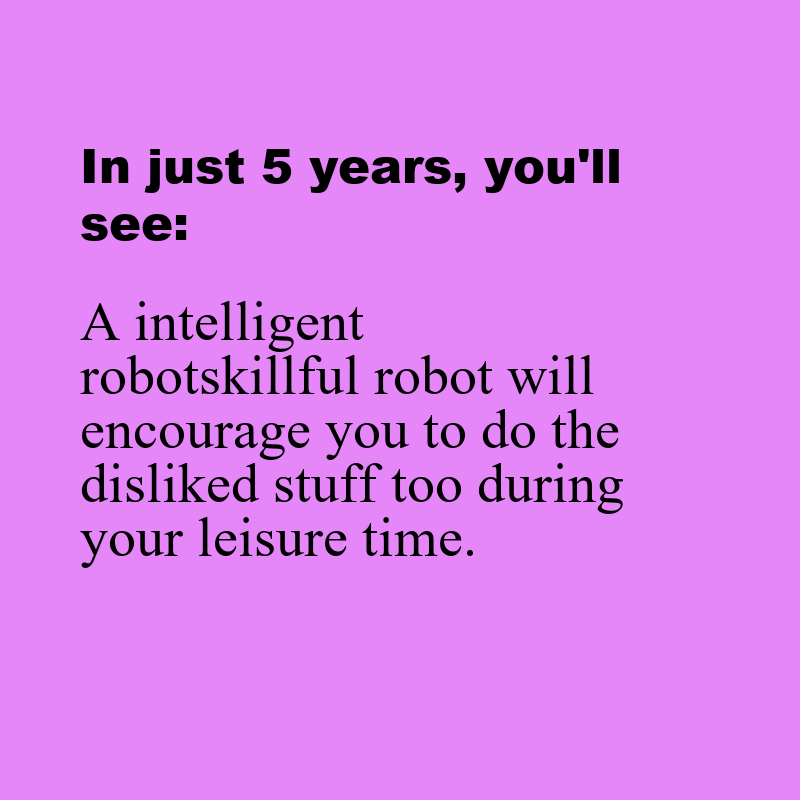 In just 5 years, you'll
see:
A intelligent
robotskillful robot will
encourage you to do the
disliked stuff too during
your leisure time.